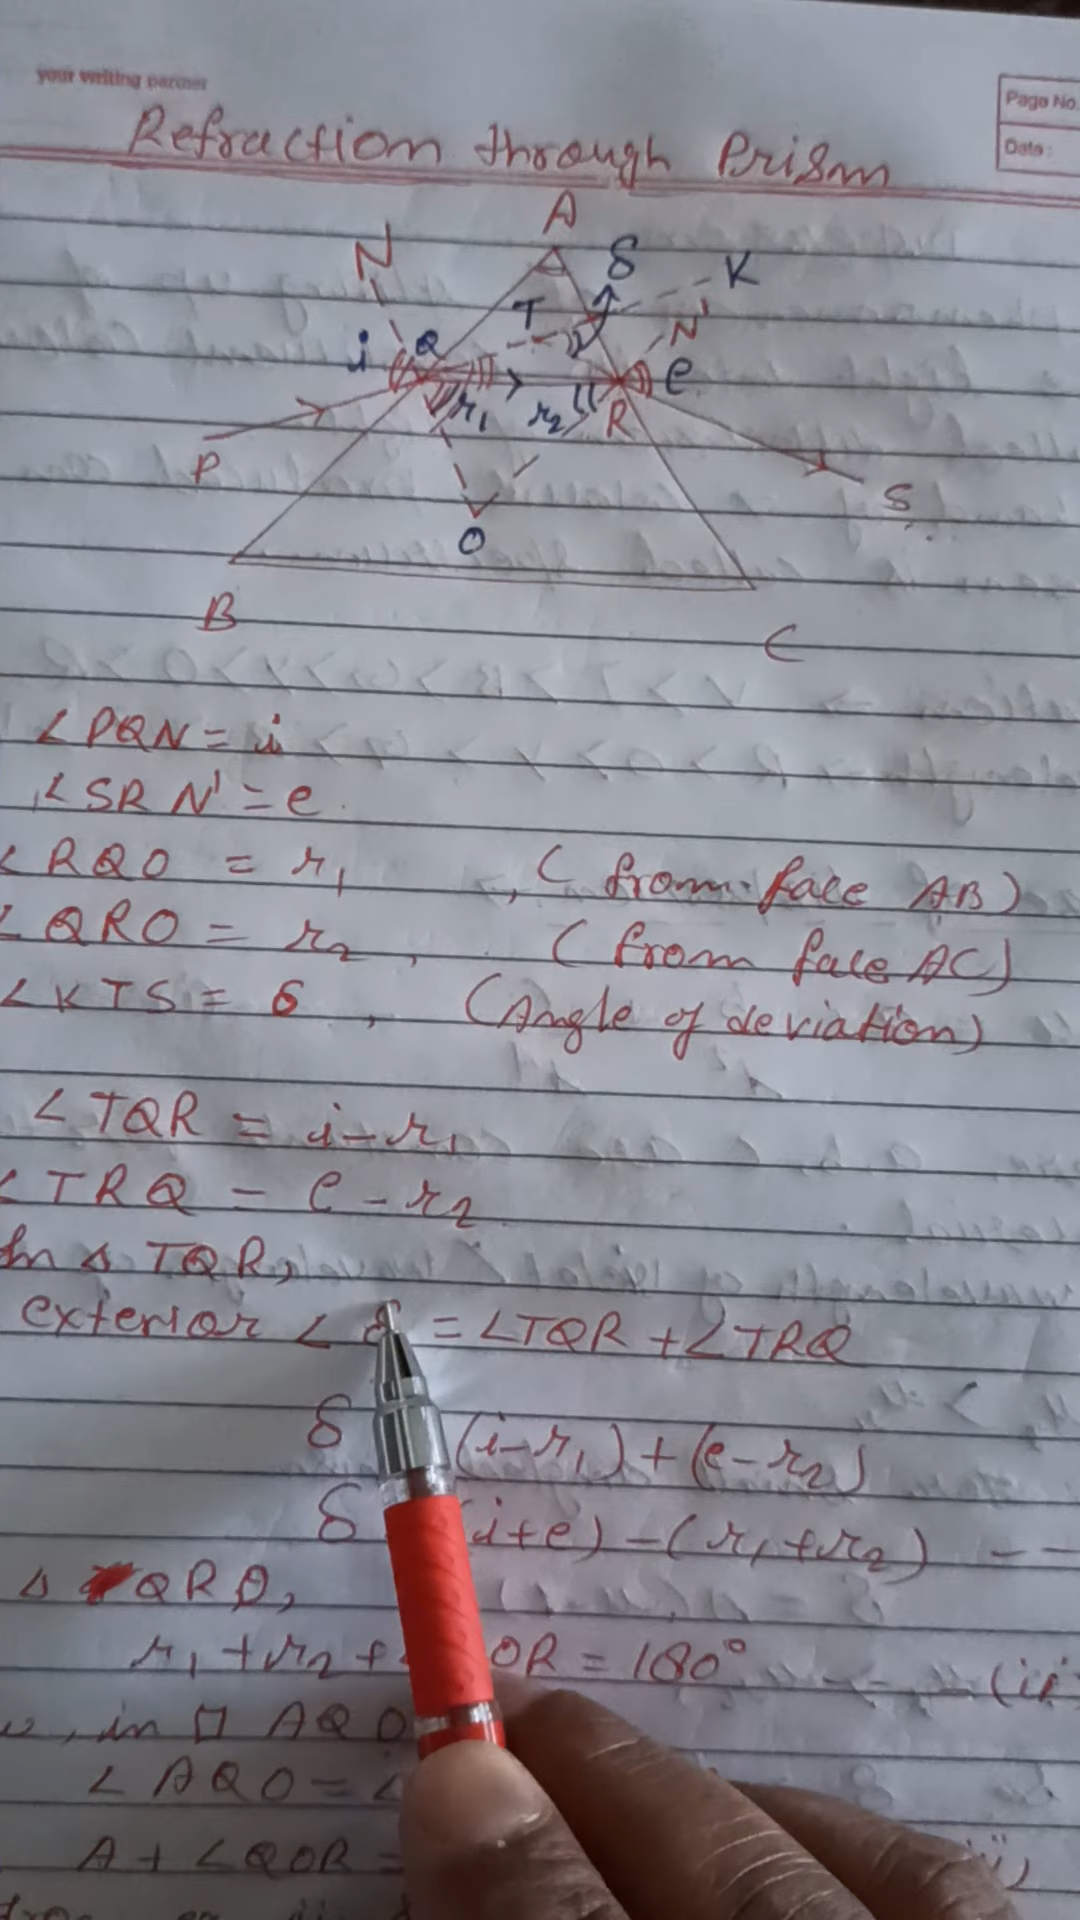 your writing partner
Page No.
Date :
Refraction through Prism
A
N
δ
K
T
N'
i
Q
e
r₁
r₂
R
P
S
O
B
C
∠PQN = i
∠SRN' = e
∠RQO = r₁ , (from face AB)
∠QRO = r₂ , (from face AC)
∠KTS = δ , (Angle of deviation)
∠TQR = i - r₁
∠TRQ = e - r₂
In Δ TQR,
exterior ∠δ = ∠TQR + ∠TRQ
δ (i - r₁) + (e - r₂)
δ i + e) - (r₁ + r₂) --
Δ QRO,
r₁ + r₂ + OR = 180° --- (ii
, in □ AQO
∠AQO = ∠
A + ∠QOR =